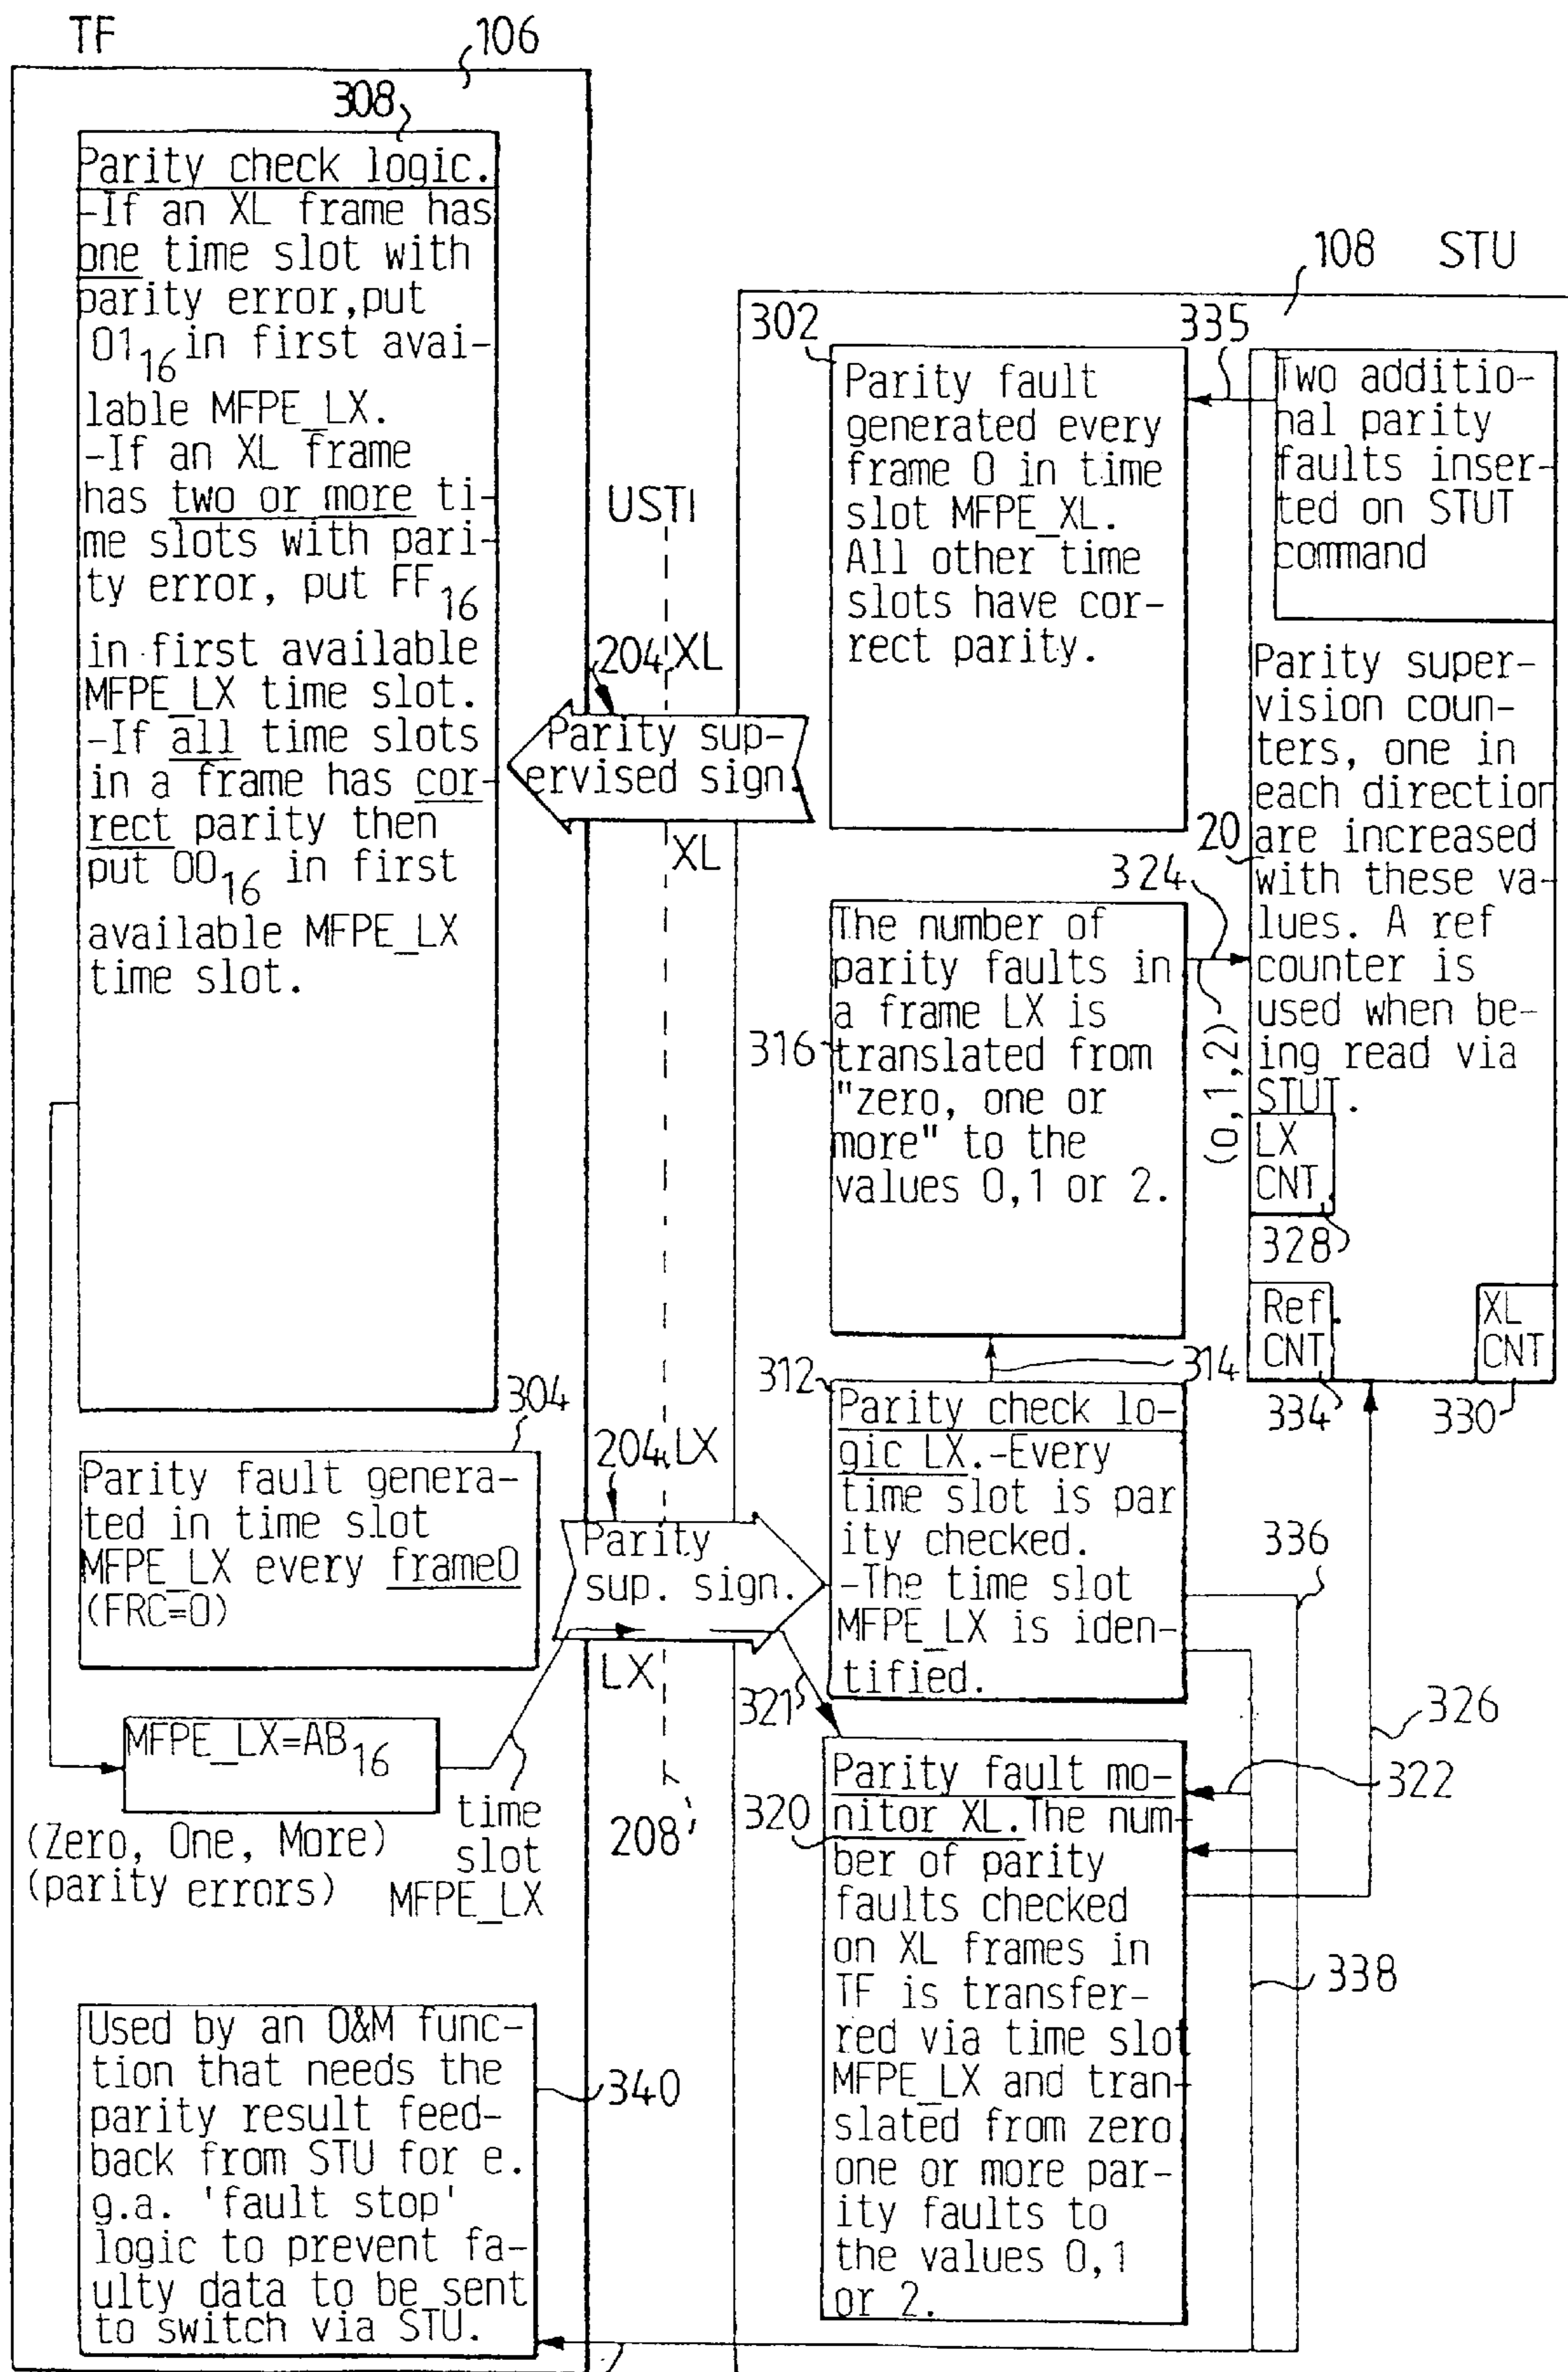 TF
106
308
Parity check logic.
-If an XL frame has
one time slot with
parity error,put
01₁₆ in first avai-
lable MFPE_LX.
-If an XL frame
has two or more ti-
me slots with pari-
ty error, put FF₁₆
in first available
MFPE_LX time slot.
-If all time slots
in a frame has cor-
rect parity then
put 00₁₆ in first
available MFPE_LX
time slot.
304
Parity fault genera-
ted in time slot
MFPE_LX every frame0
(FRC=0)
MFPE_LX=AB₁₆
(Zero, One, More)
(parity errors)
time
slot
MFPE_LX
Used by an O&M func-
tion that needs the
parity result feed-
back from STU for e.
g.a. 'fault stop'
logic to prevent fa-
ulty data to be sent
to switch via STU.
340
USTI
204
XL
Parity sup-
ervised sign.
XL
204
LX
Parity
sup. sign.
LX
208
321
108
STU
302
Parity fault
generated every
frame 0 in time
slot MFPE_XL.
All other time
slots have cor-
rect parity.
335
Two additio-
nal parity
faults inser-
ted on STUT
command
Parity super-
vision coun-
ters, one in
each direction
are increased
with these va-
lues. A ref
counter is
used when be-
ing read via
STUT.
20
324
(0,1,2)
316
The number of
parity faults in
a frame LX is
translated from
"zero, one or
more" to the
values 0,1 or 2.
LX
CNT.
328
Ref.
CNT
334
XL
CNT
330
314
312
Parity check lo-
gic LX.-Every
time slot is par
ity checked.
-The time slot
MFPE_LX is iden-
tified.
336
326
322
320
Parity fault mo-
nitor XL.The num-
ber of parity
faults checked
on XL frames in
TF is transfer-
red via time slot
MFPE_LX and tran-
slated from zero
one or more par-
ity faults to
the values 0,1
or 2.
338